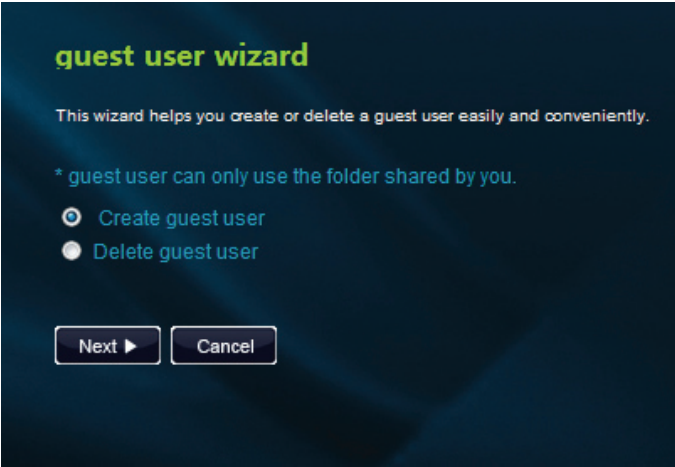 guest user wizard
This wizard helps you create or delete a guest user easily and conveniently.
* guest user can only use the folder shared by you.
Create guest user
Delete guest user
Next ▶ Cancel